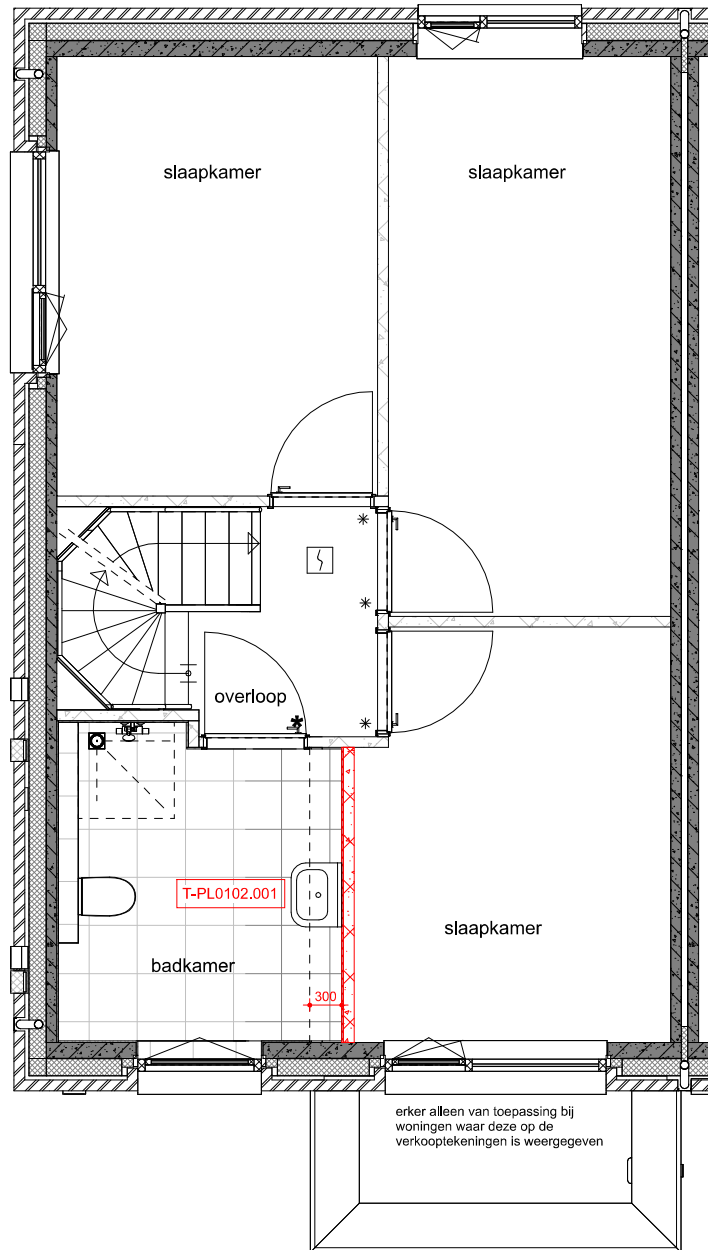 slaapkamer
slaapkamer
overloop
T-PL0102.001
slaapkamer
badkamer
300
erker alleen van toepassing bij
woningen waar deze op de
verkooptekeningen is weergegeven